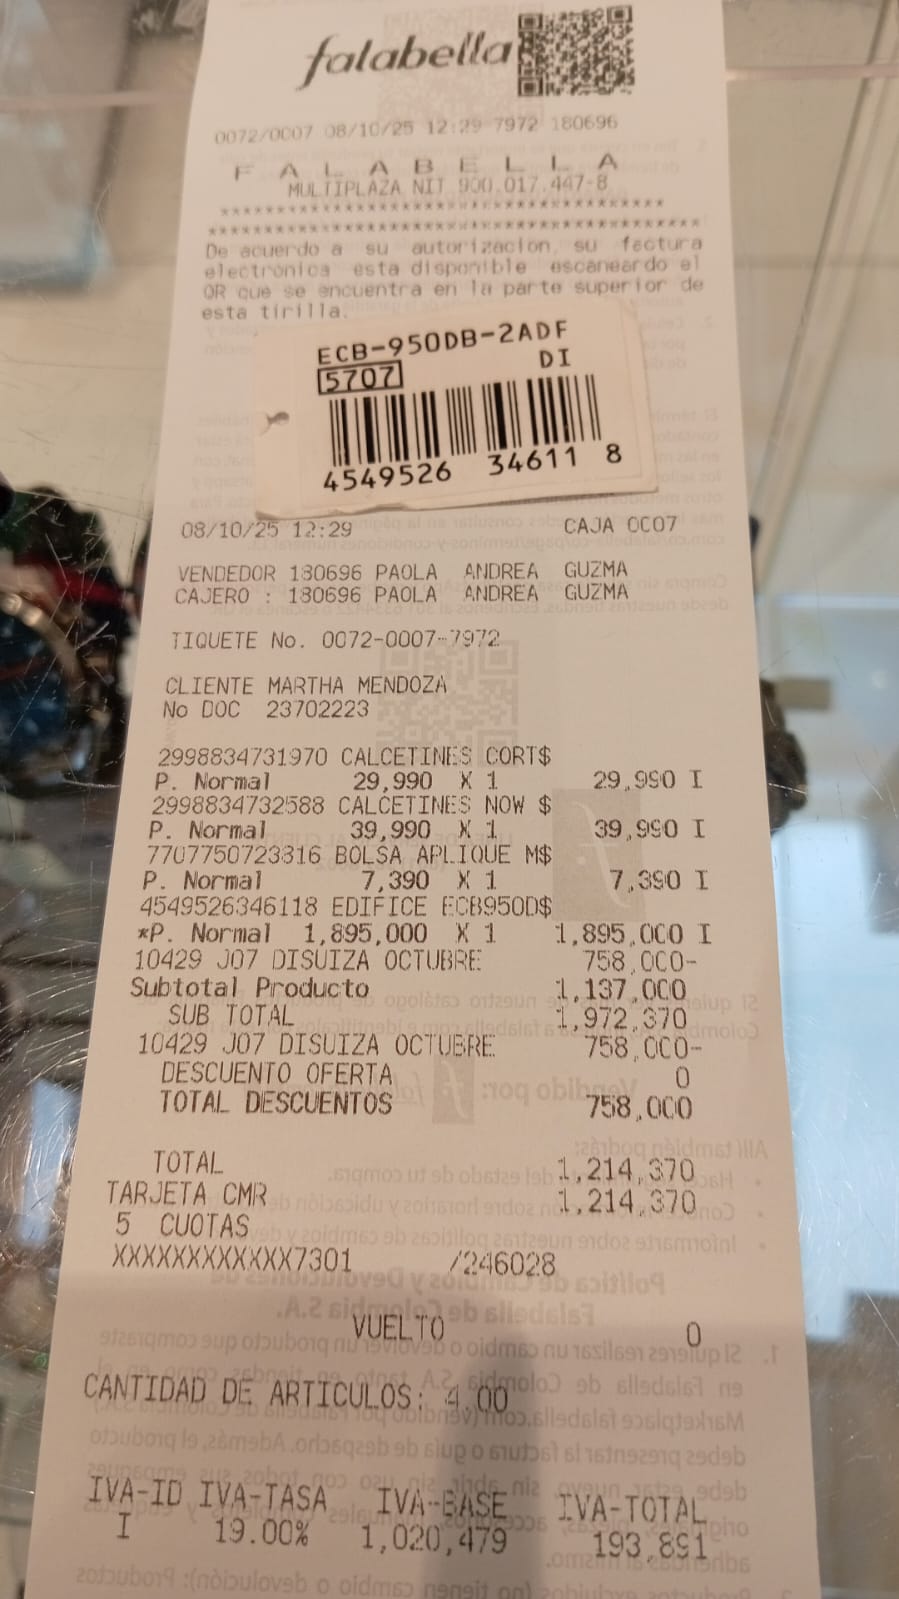 falabella
0072/0007 08/10/25 12:29 7972 180696
F A L A B E L L A
MULTIPLAZA NIT 900.017.447-8
De acuerdo a su autorizacion, su factura
electronica esta disponible escaneardo el
QR que se encuentra en la parte superior de
esta tirilla.
ECB-950DB-2ADF
5707 DI
4549526 34611 8
08/10/25 12:29 CAJA 0C07
VENDEDOR 180696 PAOLA ANDREA GUZMA
CAJERO : 180696 PAOLA ANDREA GUZMA
TIQUETE No. 0072-0007-7972
CLIENTE MARTHA MENDOZA
No DOC 23702223
2998834731970 CALCETINES CORT$
P. Normal 29,990 X 1 29,990 I
2998834732588 CALCETINES NOW $
P. Normal 39,990 X 1 39,990 I
7707750723316 BOLSA APLIQUE M$
P. Normal 7,390 X 1 7,390 I
4549526346118 EDIFICE ECB950D$
*P. Normal 1,895,000 X 1 1,895,000 I
10429 J07 DISUIZA OCTUBRE 758,000-
Subtotal Producto 1,137,000
SUB TOTAL 1,972,370
10429 J07 DISUIZA OCTUBRE 758,000-
DESCUENTO OFERTA 0
TOTAL DESCUENTOS 758,000
TOTAL 1,214,370
TARJETA CMR 1,214,370
5 CUOTAS
XXXXXXXXXXXX7301 /246028
VUELTO 0
CANTIDAD DE ARTICULOS: 4.00
IVA-ID IVA-TASA IVA-BASE IVA-TOTAL
I 19.00% 1,020,479 193,891